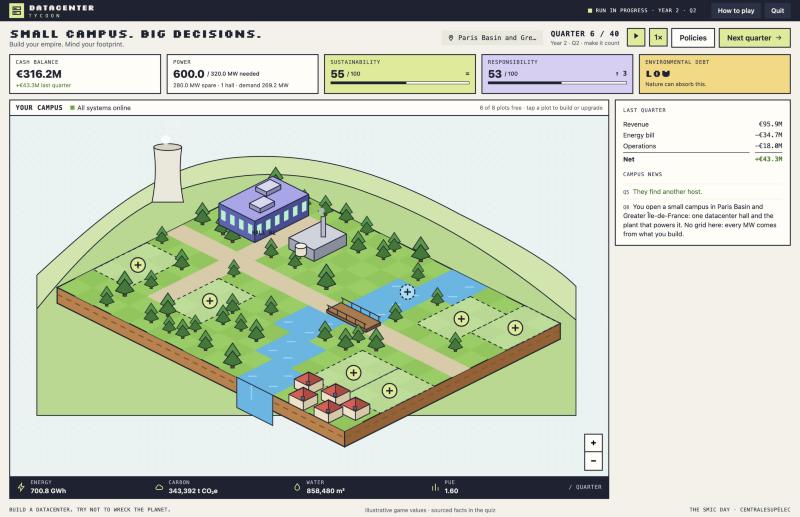 DATACENTER
TYCOON
RUN IN PROGRESS · YEAR 2 · Q2
How to play
Quit
SMALL CAMPUS. BIG DECISIONS.
Build your empire. Mind your footprint.
Paris Basin and Gre…
QUARTER 6 / 40
Year 2 · Q2 · make it count
1×
Policies
Next quarter →
CASH BALANCE
€316.2M
+€43.3M last quarter
POWER
600.0 / 320.0 MW needed
280.0 MW spare · 1 hall · demand 269.2 MW
SUSTAINABILITY
55 / 100
=
RESPONSIBILITY
53 / 100
↑ 3
ENVIRONMENTAL DEBT
LOW
Nature can absorb this.
YOUR CAMPUS
All systems online
6 of 8 plots free · tap a plot to build or upgrade
LAST QUARTER
Revenue €95.9M
Energy bill −€34.7M
Operations −€18.0M
Net +€43.3M
CAMPUS NEWS
Q5 They find another host.
Q0 You open a small campus in Paris Basin and
Greater Île-de-France: one datacenter hall and the
plant that powers it. No grid here: every MW comes
from what you build.
+
−
ENERGY
700.8 GWh
CARBON
343,392 t CO₂e
WATER
858,480 m³
PUE
1.60
/ QUARTER
BUILD A DATACENTER, TRY NOT TO WRECK THE PLANET.
Illustrative game values · sourced facts in the quiz
THE SMIC DAY · CENTRALESUPÉLEC